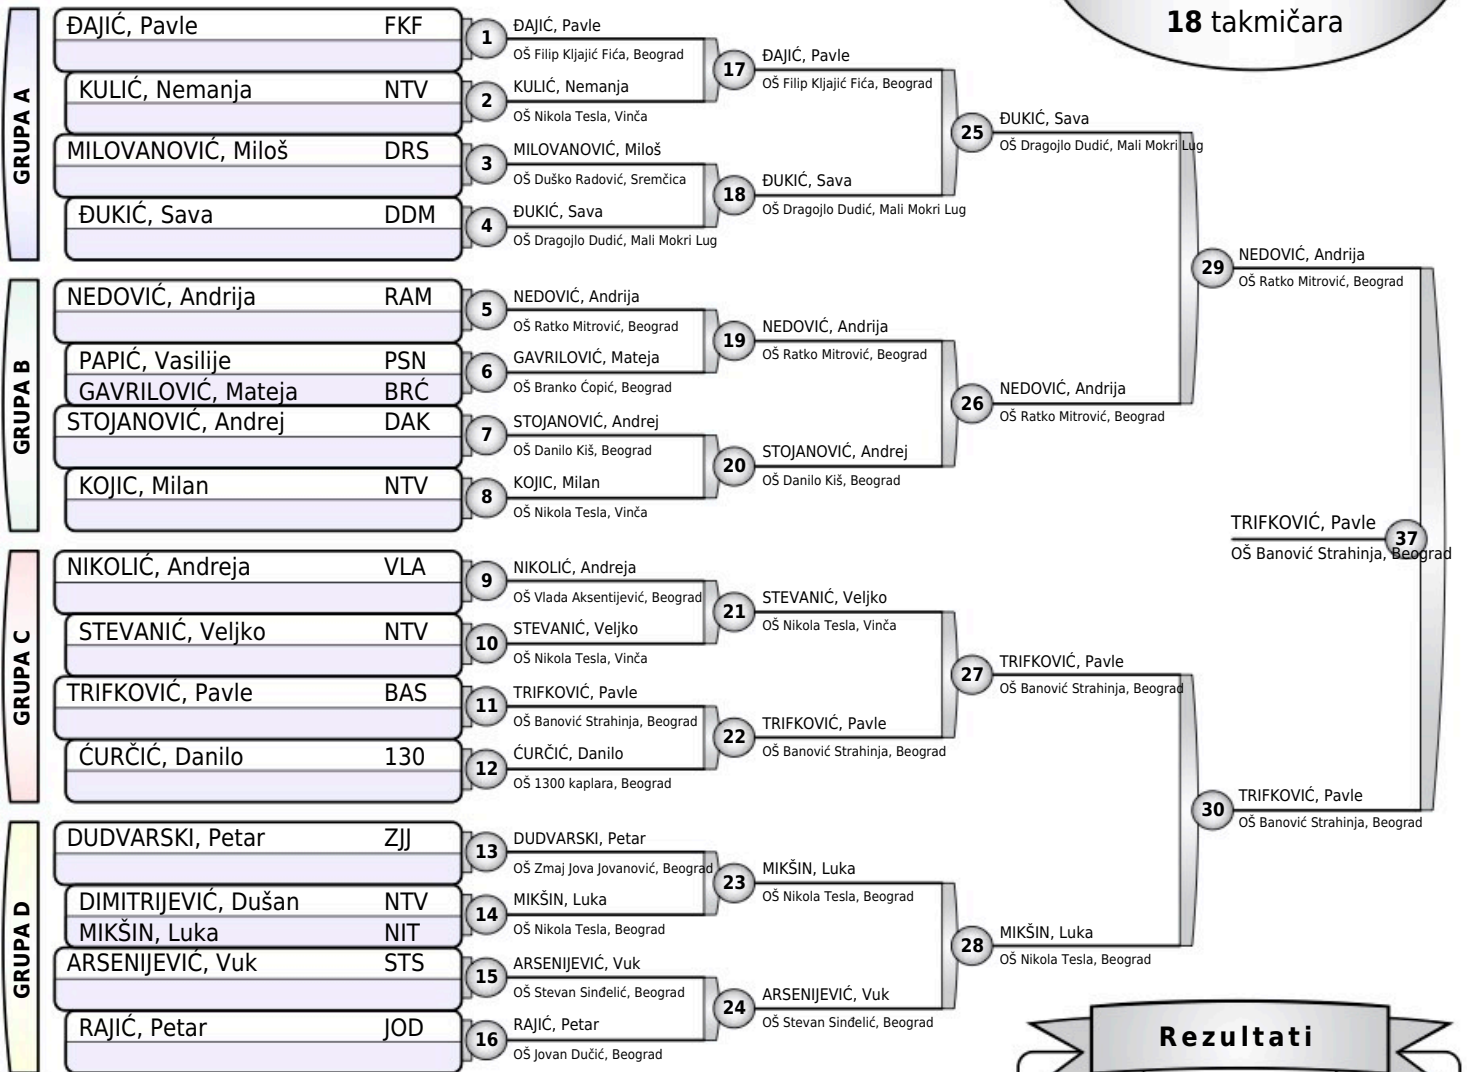 18 takmičara
GRUPA A
ĐAJIĆ, Pavle FKF
KULIĆ, Nemanja NTV
MILOVANOVIĆ, Miloš DRS
ĐUKIĆ, Sava DDM
GRUPA B
NEDOVIĆ, Andrija RAM
PAPIĆ, Vasilije PSN
GAVRILOVIĆ, Mateja BRĆ
STOJANOVIĆ, Andrej DAK
KOJIC, Milan NTV
GRUPA C
NIKOLIĆ, Andreja VLA
STEVANIĆ, Veljko NTV
TRIFKOVIĆ, Pavle BAS
ĆURČIĆ, Danilo 130
GRUPA D
DUDVARSKI, Petar ZJJ
DIMITRIJEVIĆ, Dušan NTV
MIKŠIN, Luka NIT
ARSENIJEVIĆ, Vuk STS
RAJIĆ, Petar JOD
1 ĐAJIĆ, Pavle
OŠ Filip Kljajić Fića, Beograd
2 KULIĆ, Nemanja
OŠ Nikola Tesla, Vinča
3 MILOVANOVIĆ, Miloš
OŠ Duško Radović, Sremčica
4 ĐUKIĆ, Sava
OŠ Dragojlo Dudić, Mali Mokri Lug
5 NEDOVIĆ, Andrija
OŠ Ratko Mitrović, Beograd
6 GAVRILOVIĆ, Mateja
OŠ Branko Ćopić, Beograd
7 STOJANOVIĆ, Andrej
OŠ Danilo Kiš, Beograd
8 KOJIC, Milan
OŠ Nikola Tesla, Vinča
9 NIKOLIĆ, Andreja
OŠ Vlada Aksentijević, Beograd
10 STEVANIĆ, Veljko
OŠ Nikola Tesla, Vinča
11 TRIFKOVIĆ, Pavle
OŠ Banović Strahinja, Beograd
12 ĆURČIĆ, Danilo
OŠ 1300 kaplara, Beograd
13 DUDVARSKI, Petar
OŠ Zmaj Jova Jovanović, Beograd
14 MIKŠIN, Luka
OŠ Nikola Tesla, Beograd
15 ARSENIJEVIĆ, Vuk
OŠ Stevan Sinđelić, Beograd
16 RAJIĆ, Petar
OŠ Jovan Dučić, Beograd
17 ĐAJIĆ, Pavle
OŠ Filip Kljajić Fića, Beograd
18 ĐUKIĆ, Sava
OŠ Dragojlo Dudić, Mali Mokri Lug
19 NEDOVIĆ, Andrija
OŠ Ratko Mitrović, Beograd
20 STOJANOVIĆ, Andrej
OŠ Danilo Kiš, Beograd
21 STEVANIĆ, Veljko
OŠ Nikola Tesla, Vinča
22 TRIFKOVIĆ, Pavle
OŠ Banović Strahinja, Beograd
23 MIKŠIN, Luka
OŠ Nikola Tesla, Beograd
24 ARSENIJEVIĆ, Vuk
OŠ Stevan Sinđelić, Beograd
25 ĐUKIĆ, Sava
OŠ Dragojlo Dudić, Mali Mokri Lug
26 NEDOVIĆ, Andrija
OŠ Ratko Mitrović, Beograd
27 TRIFKOVIĆ, Pavle
OŠ Banović Strahinja, Beograd
28 MIKŠIN, Luka
OŠ Nikola Tesla, Beograd
29 NEDOVIĆ, Andrija
OŠ Ratko Mitrović, Beograd
30 TRIFKOVIĆ, Pavle
OŠ Banović Strahinja, Beograd
TRIFKOVIĆ, Pavle 37
OŠ Banović Strahinja, Beograd
Rezultati